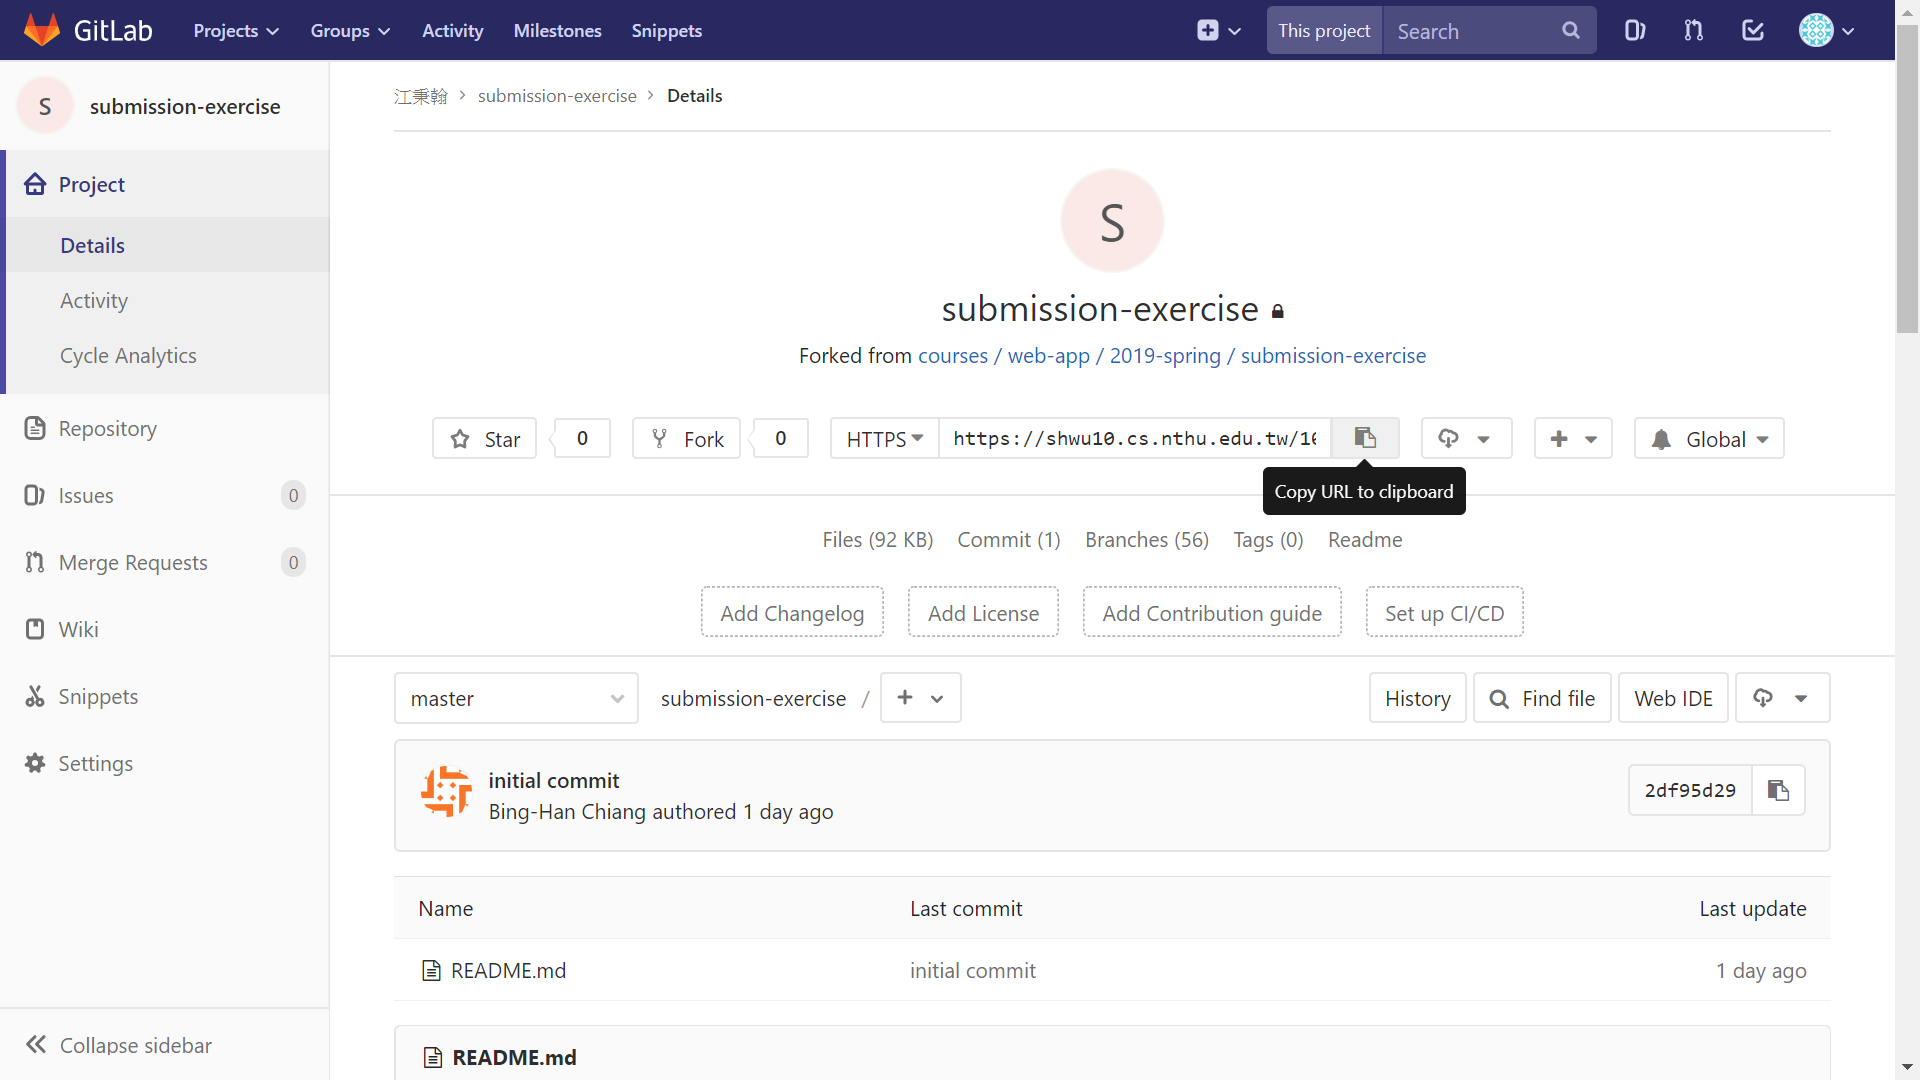 GitLab Projects Groups Activity Milestones Snippets This project Search
S submission-exercise
Project
Details
Activity
Cycle Analytics
Repository
Issues 0
Merge Requests 0
Wiki
Snippets
Settings
Collapse sidebar
江秉翰 submission-exercise Details
S
submission-exercise
Forked from courses / web-app / 2019-spring / submission-exercise
Star 0 Fork 0 HTTPS https://shwu10.cs.nthu.edu.tw/10 Global
Copy URL to clipboard
Files (92 KB) Commit (1) Branches (56) Tags (0) Readme
Add Changelog Add License Add Contribution guide Set up CI/CD
master submission-exercise / + History Find file Web IDE
initial commit
Bing-Han Chiang authored 1 day ago
2df95d29
Name Last commit Last update
README.md initial commit 1 day ago
README.md